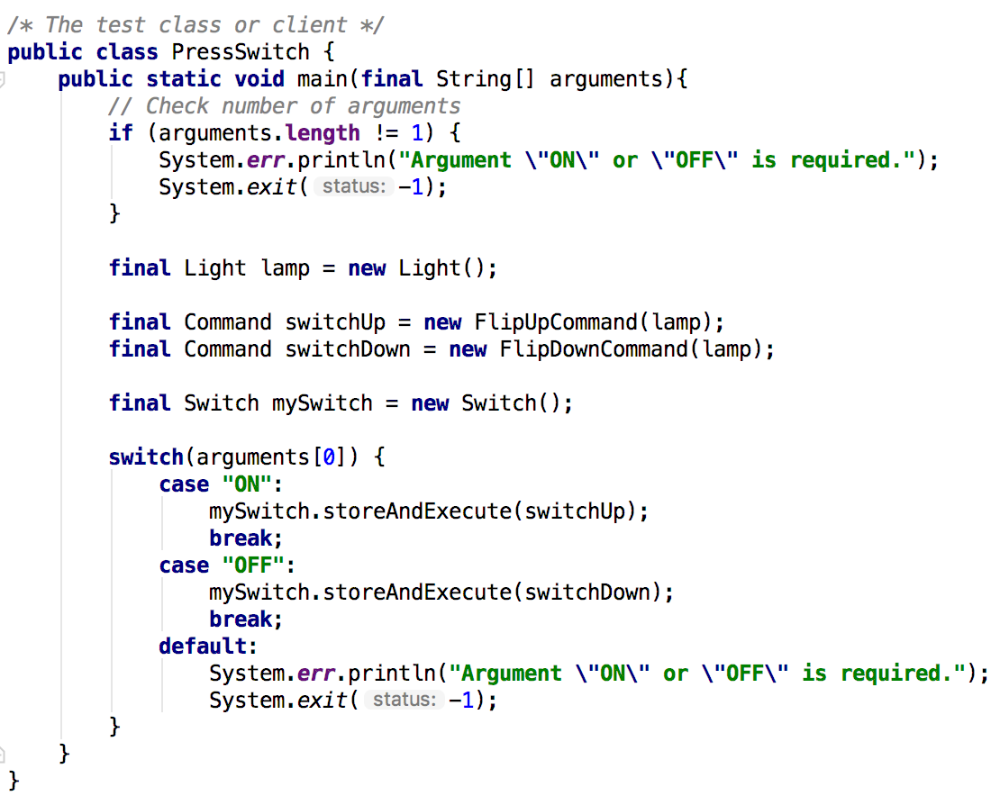 /* The test class or client */
public class PressSwitch {
    public static void main(final String[] arguments){
        // Check number of arguments
        if (arguments.length != 1) {
            System.err.println("Argument \"ON\" or \"OFF\" is required.");
            System.exit( status: -1);
        }

        final Light lamp = new Light();

        final Command switchUp = new FlipUpCommand(lamp);
        final Command switchDown = new FlipDownCommand(lamp);

        final Switch mySwitch = new Switch();

        switch(arguments[0]) {
            case "ON":
                mySwitch.storeAndExecute(switchUp);
                break;
            case "OFF":
                mySwitch.storeAndExecute(switchDown);
                break;
            default:
                System.err.println("Argument \"ON\" or \"OFF\" is required.");
                System.exit( status: -1);
        }
    }
}